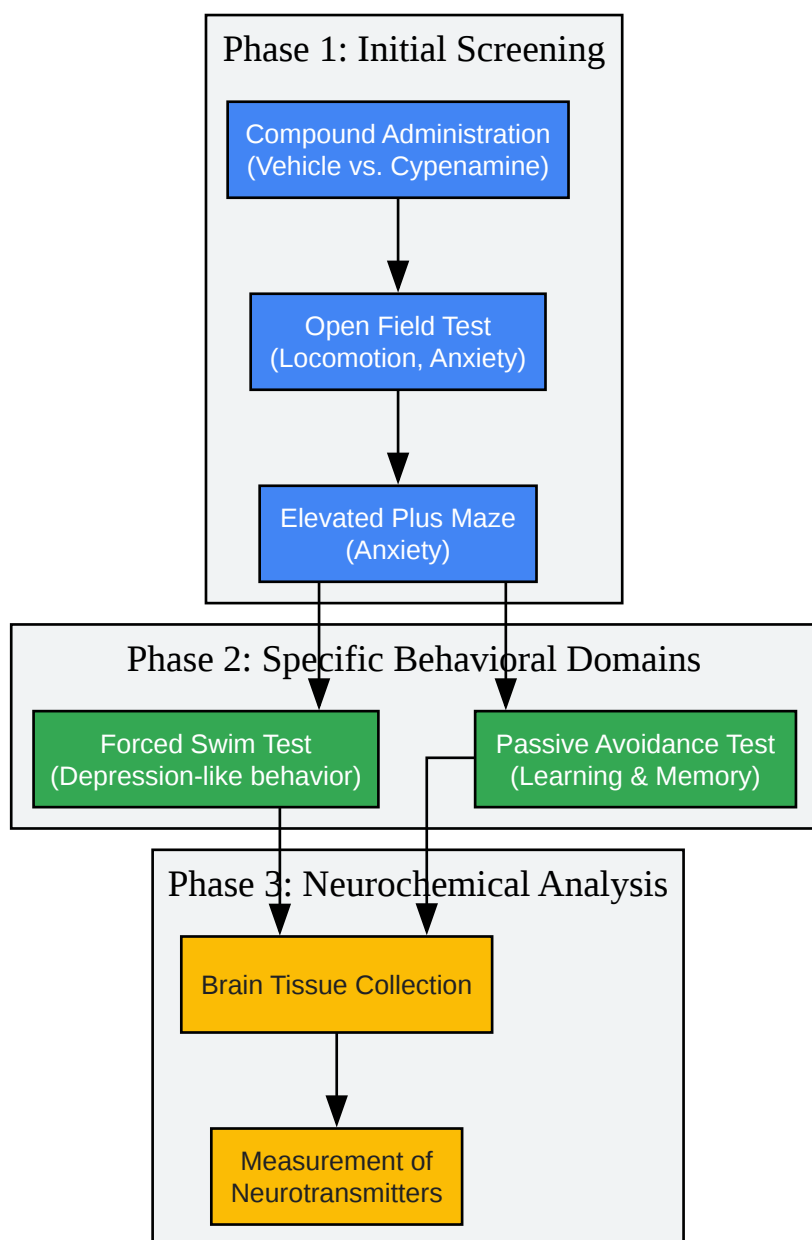 Phase 1: Initial Screening
Compound Administration
(Vehicle vs. Cypenamine)
Open Field Test
(Locomotion, Anxiety)
Elevated Plus Maze
(Anxiety)
Phase 2: Specific Behavioral Domains
Forced Swim Test
(Depression-like behavior)
Passive Avoidance Test
(Learning & Memory)
Phase 3: Neurochemical Analysis
Brain Tissue Collection
Measurement of
Neurotransmitters